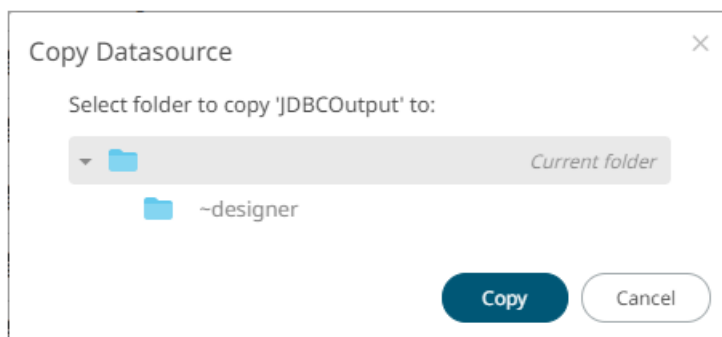 Copy Datasource
Select folder to copy 'JDBCOutput' to:
Current folder
~designer
Copy
Cancel